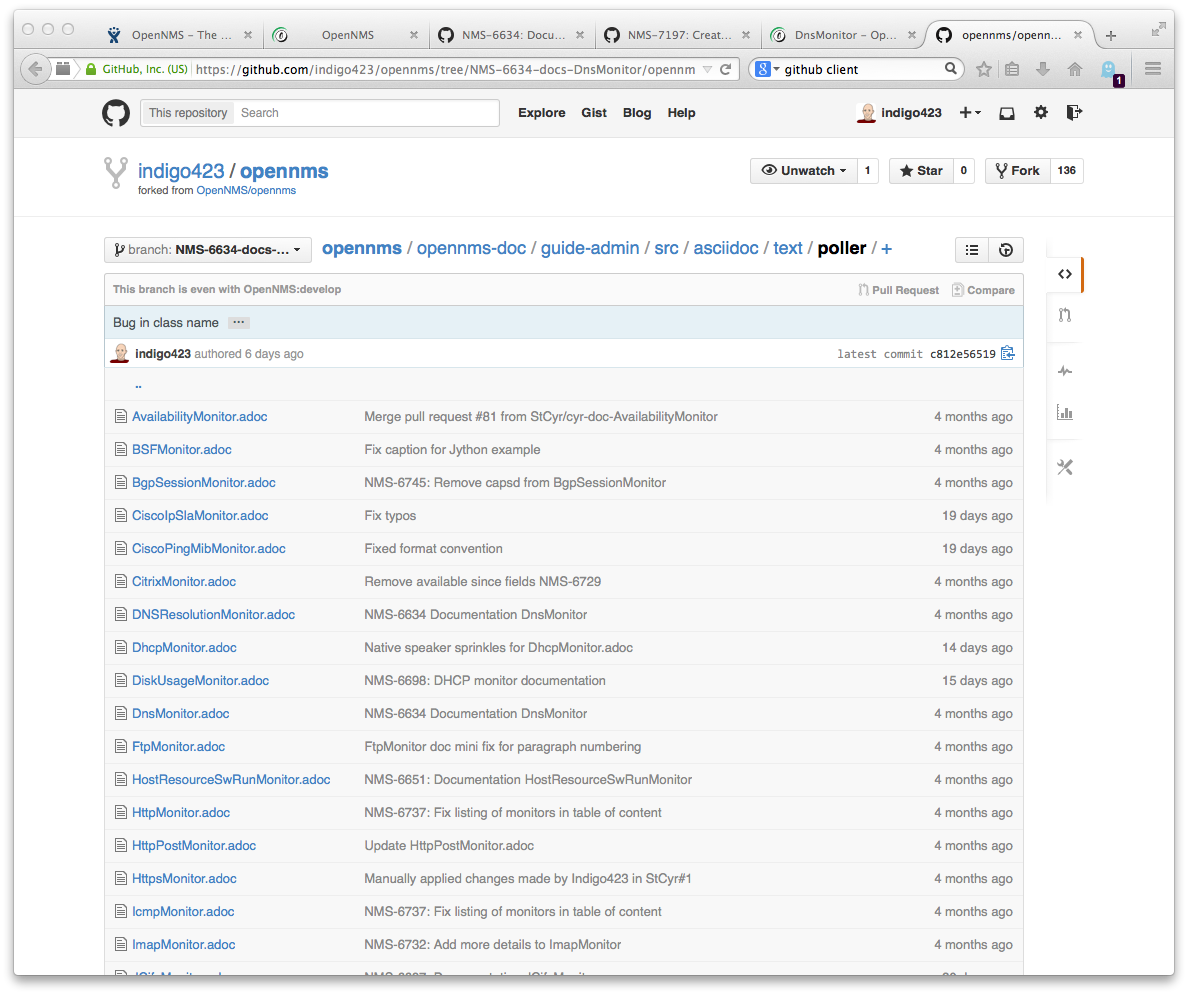 OpenNMS – The ...
OpenNMS
NMS-6634: Docu...
NMS-7197: Creat...
DnsMonitor – Op...
opennms/openn...
GitHub, Inc. (US) https://github.com/indigo423/opennms/tree/NMS-6634-docs-DnsMonitor/opennm
8 github client
1
This repository Search Explore Gist Blog Help indigo423
indigo423 / opennms
forked from OpenNMS/opennms
Unwatch 1 Star 0 Fork 136
branch: NMS-6634-docs-... opennms / opennms-doc / guide-admin / src / asciidoc / text / poller / +
This branch is even with OpenNMS:develop Pull Request Compare
Bug in class name ...
indigo423 authored 6 days ago latest commit c812e56519
..
AvailabilityMonitor.adoc Merge pull request #81 from StCyr/cyr-doc-AvailabilityMonitor 4 months ago
BSFMonitor.adoc Fix caption for Jython example 4 months ago
BgpSessionMonitor.adoc NMS-6745: Remove capsd from BgpSessionMonitor 4 months ago
CiscoIpSlaMonitor.adoc Fix typos 19 days ago
CiscoPingMibMonitor.adoc Fixed format convention 19 days ago
CitrixMonitor.adoc Remove available since fields NMS-6729 4 months ago
DNSResolutionMonitor.adoc NMS-6634 Documentation DnsMonitor 4 months ago
DhcpMonitor.adoc Native speaker sprinkles for DhcpMonitor.adoc 14 days ago
DiskUsageMonitor.adoc NMS-6698: DHCP monitor documentation 15 days ago
DnsMonitor.adoc NMS-6634 Documentation DnsMonitor 4 months ago
FtpMonitor.adoc FtpMonitor doc mini fix for paragraph numbering 4 months ago
HostResourceSwRunMonitor.adoc NMS-6651: Documentation HostResourceSwRunMonitor 4 months ago
HttpMonitor.adoc NMS-6737: Fix listing of monitors in table of content 4 months ago
HttpPostMonitor.adoc Update HttpPostMonitor.adoc 4 months ago
HttpsMonitor.adoc Manually applied changes made by Indigo423 in StCyr#1 4 months ago
IcmpMonitor.adoc NMS-6737: Fix listing of monitors in table of content 4 months ago
ImapMonitor.adoc NMS-6732: Add more details to ImapMonitor 4 months ago